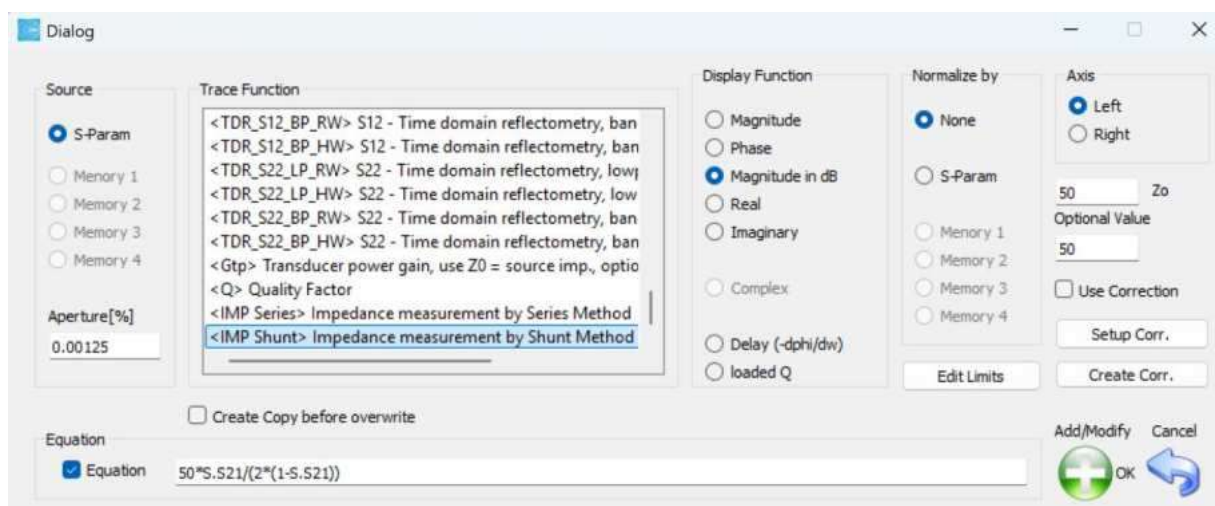 Dialog
Source
S-Param
Menory 1
Memory 2
Memory 3
Memory 4
Aperture[%]
0.00125
Trace Function
<TDR_S12_BP_RW> S12 - Time domain reflectometry, ban
<TDR_S12_BP_HW> S12 - Time domain reflectometry, ban
<TDR_S22_LP_RW> S22 - Time domain reflectometry, lowp
<TDR_S22_LP_HW> S22 - Time domain reflectometry, low
<TDR_S22_BP_RW> S22 - Time domain reflectometry, ban
<TDR_S22_BP_HW> S22 - Time domain reflectometry, ban
<Gtp> Transducer power gain, use Z0 = source imp., optio
<Q> Quality Factor
<IMP Series> Impedance measurement by Series Method
<IMP Shunt> Impedance measurement by Shunt Method
Create Copy before overwrite
Display Function
Magnitude
Phase
Magnitude in dB
Real
Imaginary
Complex
Delay (-dphi/dw)
loaded Q
Normalize by
None
S-Param
Menory 1
Memory 2
Memory 3
Memory 4
Edit Limits
Axis
Left
Right
50 Zo
Optional Value
50
Use Correction
Setup Corr.
Create Corr.
Equation
Equation 50*S.S21/(2*(1-S.S21))
Add/Modify Cancel
OK